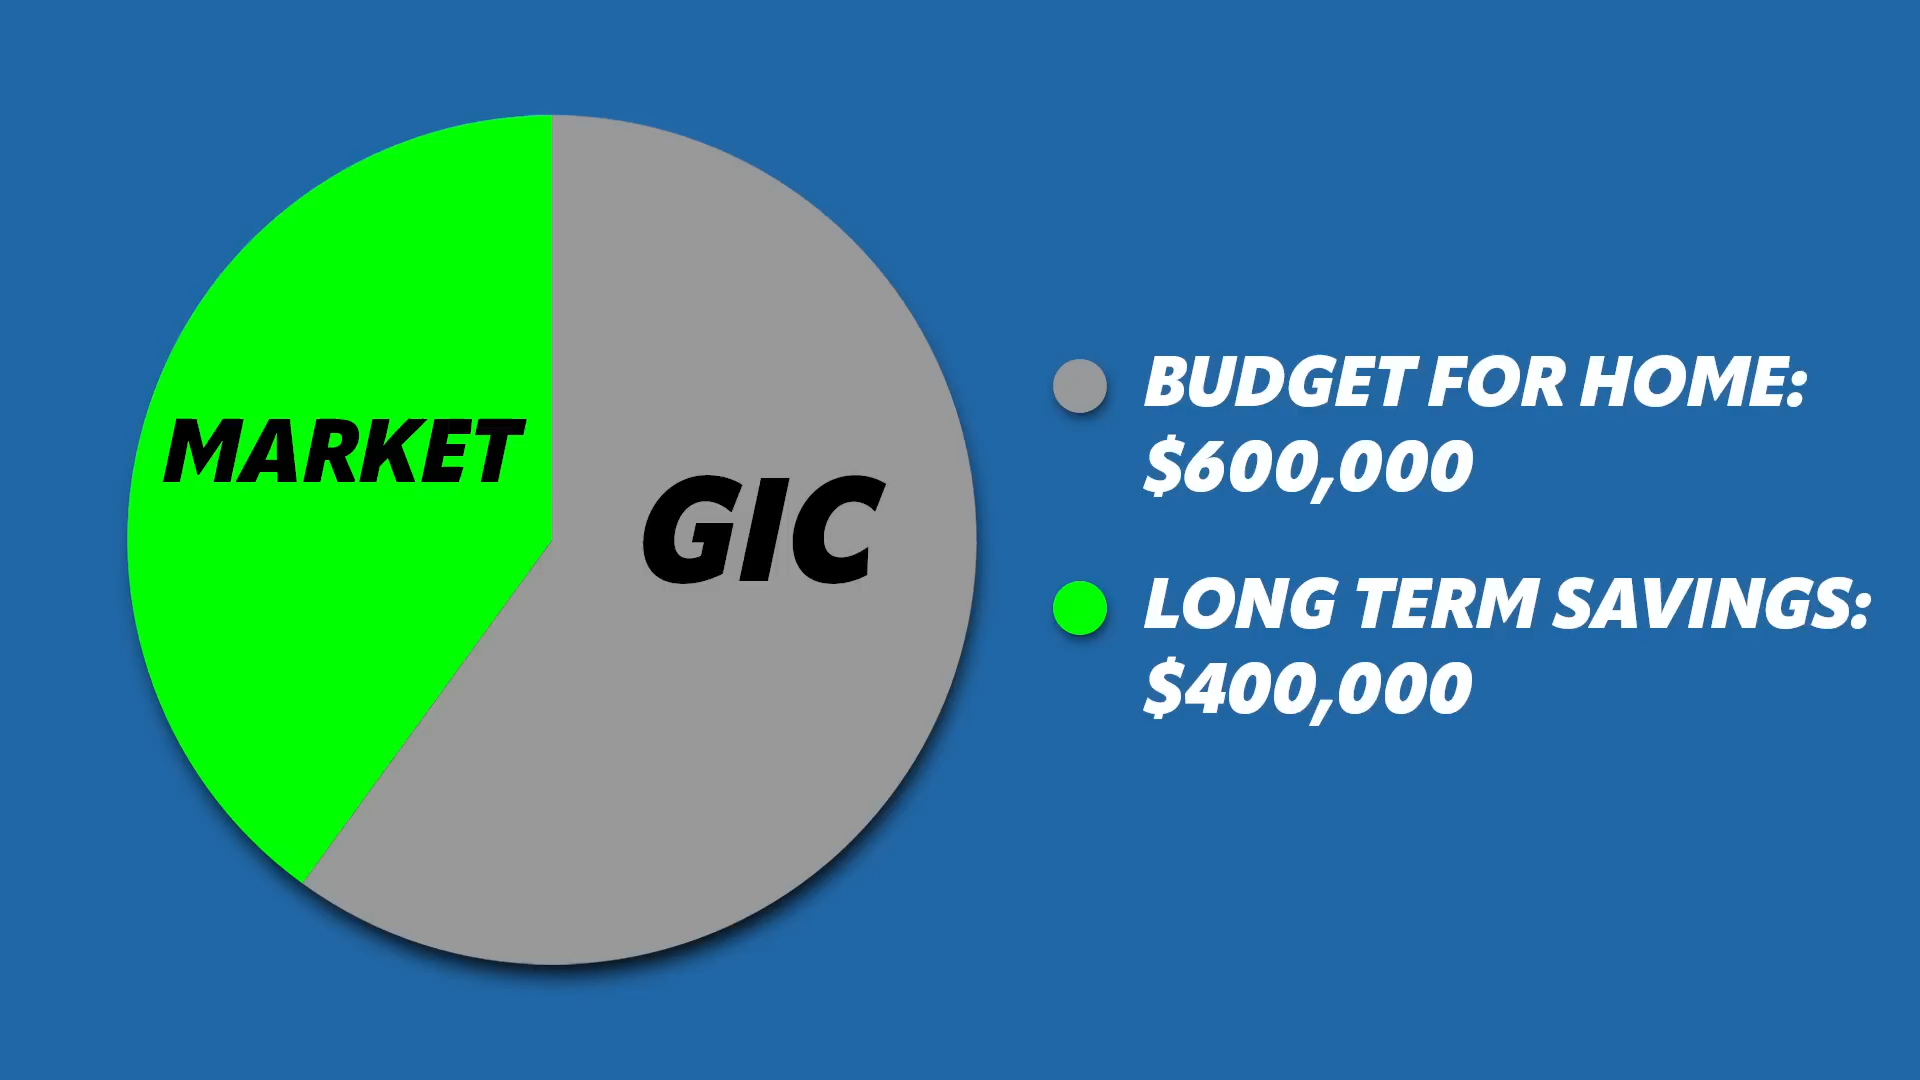 MARKET
GIC
BUDGET FOR HOME:
$600,000
LONG TERM SAVINGS:
$400,000